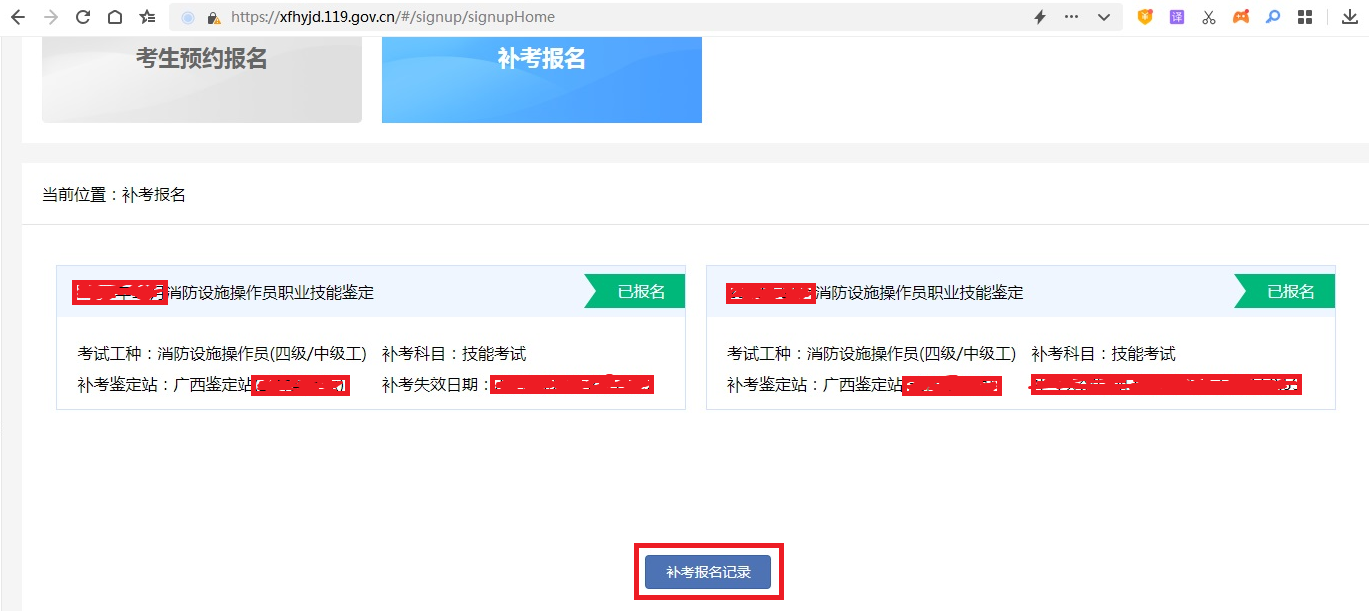 https://xfhyjd.119.gov.cn/#/signup/signupHome
译
考生预约报名
补考报名
当前位置：补考报名
消防设施操作员职业技能鉴定
已报名
考试工种：消防设施操作员(四级/中级工)
补考科目：技能考试
补考鉴定站：广西鉴定站
补考失效日期：
消防设施操作员职业技能鉴定
已报名
考试工种：消防设施操作员(四级/中级工)
补考科目：技能考试
补考鉴定站：广西鉴定站
补考报名记录